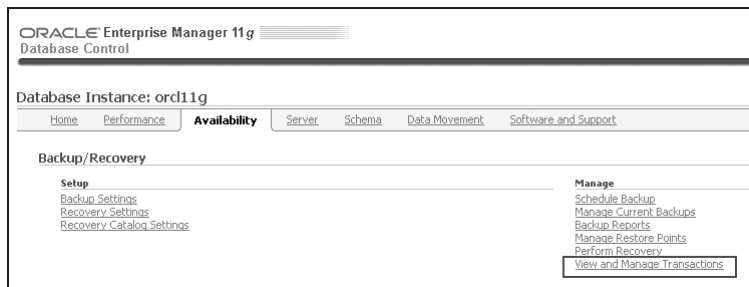 ORACLE Enterprise Manager 11g
Database Control
Database Instance: orcl11g
Home Performance Availability Server Schema Data Movement Software and Support
Backup/Recovery
Setup
Backup Settings
Recovery Settings
Recovery Catalog Settings
Manage
Schedule Backup
Manage Current Backups
Backup Reports
Manage Restore Points
Perform Recovery
View and Manage Transactions